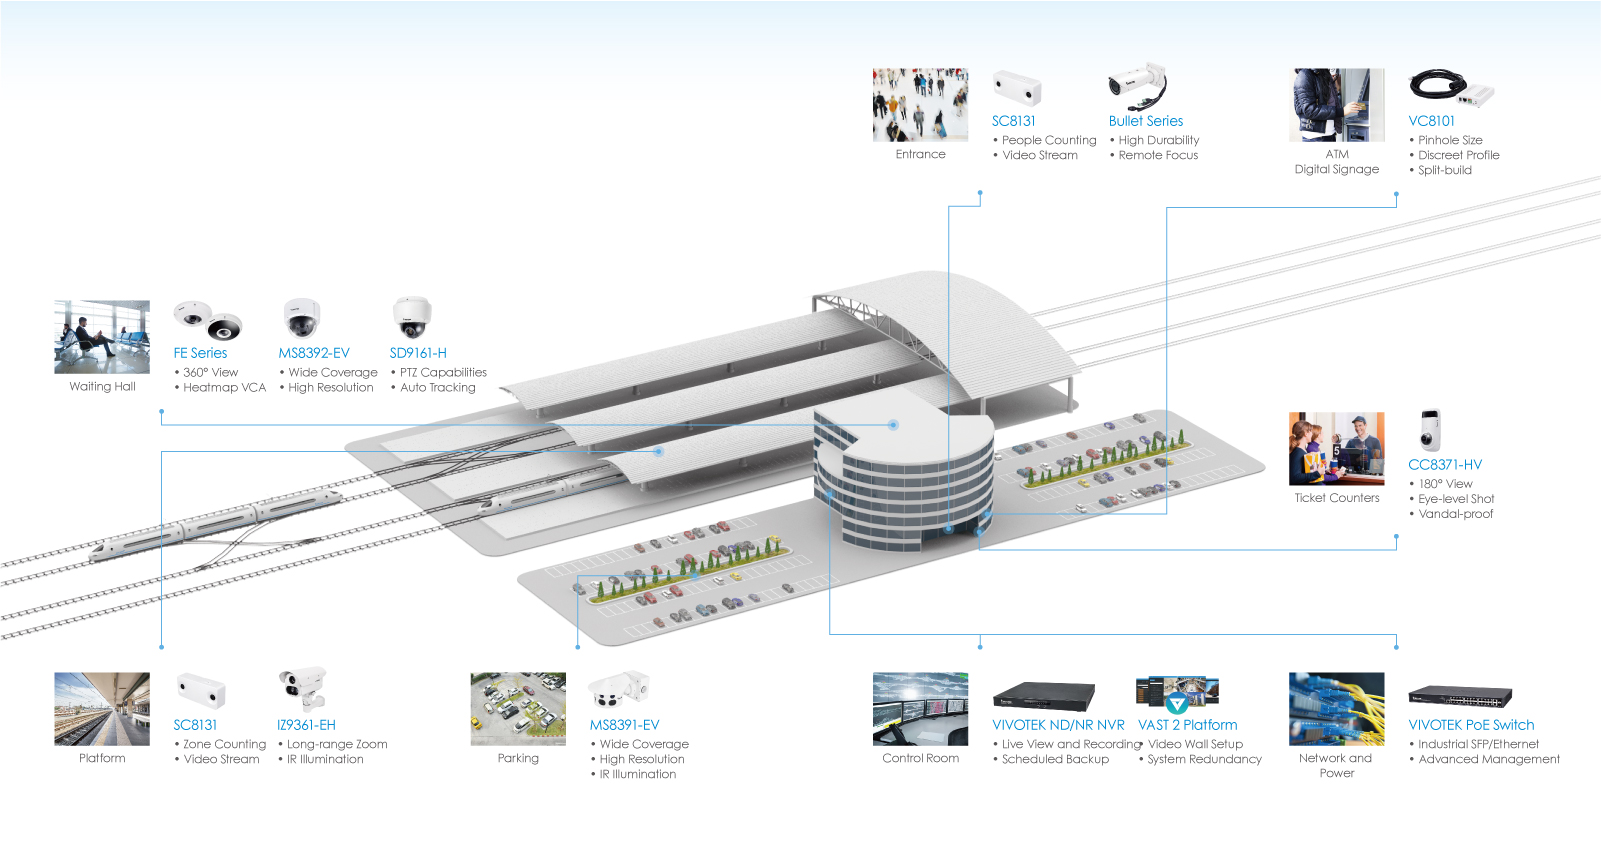 Entrance
SC8131
• People Counting
• Video Stream
Bullet Series
• High Durability
• Remote Focus
ATM
Digital Signage
VC8101
• Pinhole Size
• Discreet Profile
• Split-build
Waiting Hall
FE Series
• 360° View
• Heatmap VCA
MS8392-EV
• Wide Coverage
• High Resolution
SD9161-H
• PTZ Capabilities
• Auto Tracking
Ticket Counters
CC8371-HV
• 180° View
• Eye-level Shot
• Vandal-proof
Platform
SC8131
• Zone Counting
• Video Stream
IZ9361-EH
• Long-range Zoom
• IR Illumination
Parking
MS8391-EV
• Wide Coverage
• High Resolution
• IR Illumination
Control Room
VIVOTEK ND/NR NVR
• Live View and Recording
• Scheduled Backup
VAST 2 Platform
• Video Wall Setup
• System Redundancy
Network and
Power
VIVOTEK PoE Switch
• Industrial SFP/Ethernet
• Advanced Management